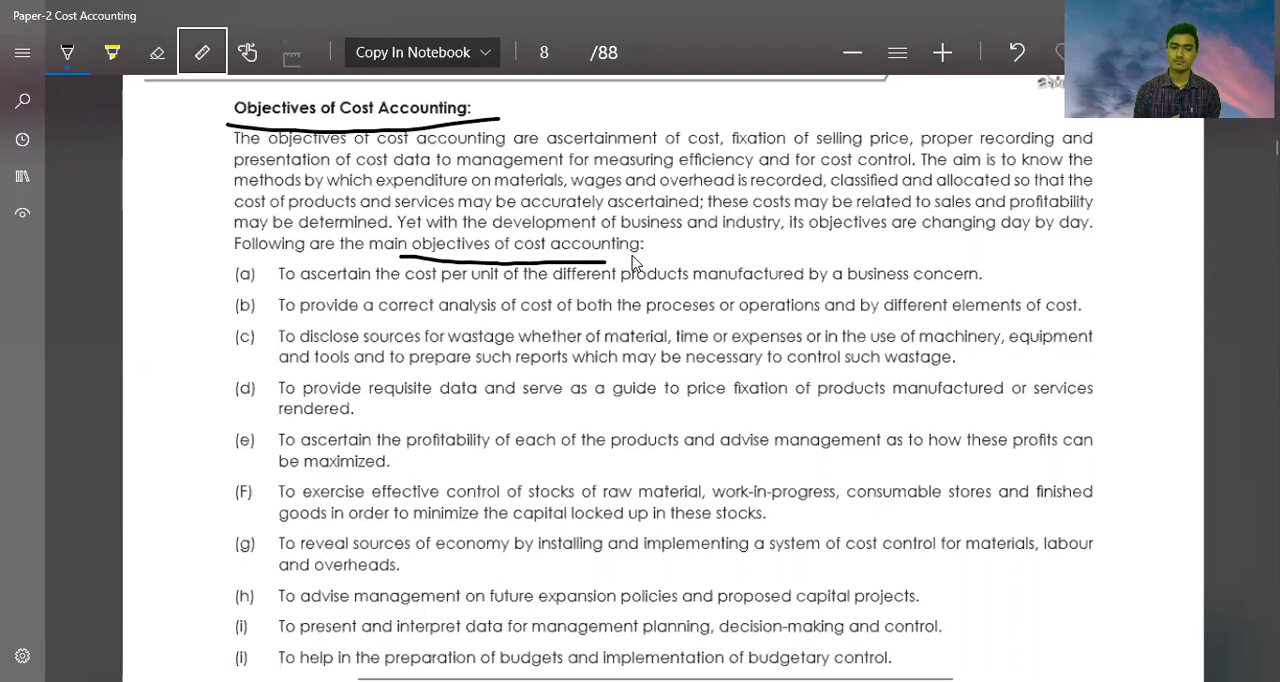 Paper-2 Cost Accounting
Copy In Notebook
8 /88
Objectives of Cost Accounting:
The objectives of cost accounting are ascertainment of cost, fixation of selling price, proper recording and
presentation of cost data to management for measuring efficiency and for cost control. The aim is to know the
methods by which expenditure on materials, wages and overhead is recorded, classified and allocated so that the
cost of products and services may be accurately ascertained; these costs may be related to sales and profitability
may be determined. Yet with the development of business and industry, its objectives are changing day by day.
Following are the main objectives of cost accounting:
(a) To ascertain the cost per unit of the different products manufactured by a business concern.
(b) To provide a correct analysis of cost of both the proceses or operations and by different elements of cost.
(c) To disclose sources for wastage whether of material, time or expenses or in the use of machinery, equipment
and tools and to prepare such reports which may be necessary to control such wastage.
(d) To provide requisite data and serve as a guide to price fixation of products manufactured or services
rendered.
(e) To ascertain the profitability of each of the products and advise management as to how these profits can
be maximized.
(F) To exercise effective control of stocks of raw material, work-in-progress, consumable stores and finished
goods in order to minimize the capital locked up in these stocks.
(g) To reveal sources of economy by installing and implementing a system of cost control for materials, labour
and overheads.
(h) To advise management on future expansion policies and proposed capital projects.
(i) To present and interpret data for management planning, decision-making and control.
(i) To help in the preparation of budgets and implementation of budgetary control.